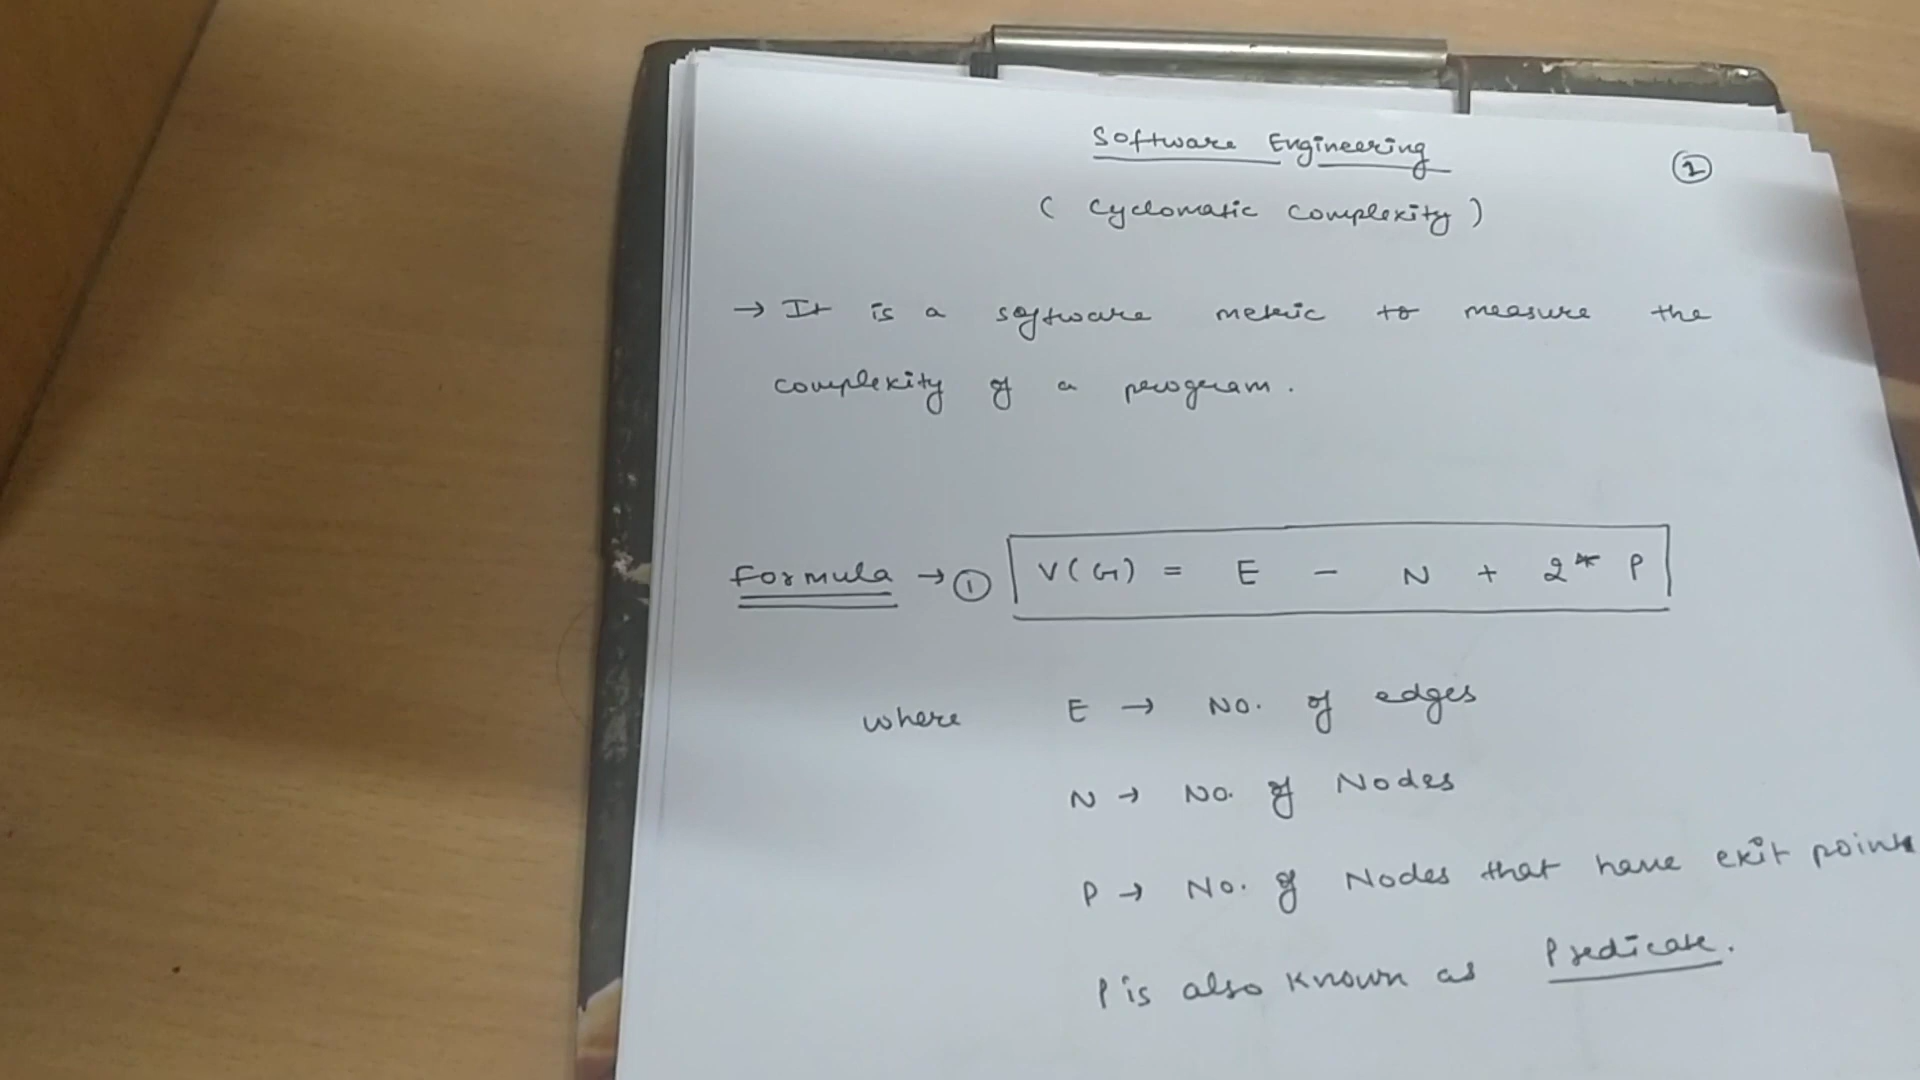 Software Engineering
①
( Cyclomatic Complexity )
→ It is a software metric to measure the
complexity of a program.
Formula → ① V(G) = E - N + 2* P
where E → No. of edges
N → No. of Nodes
P → No. of Nodes that have exit points
P is also known as Predicate.